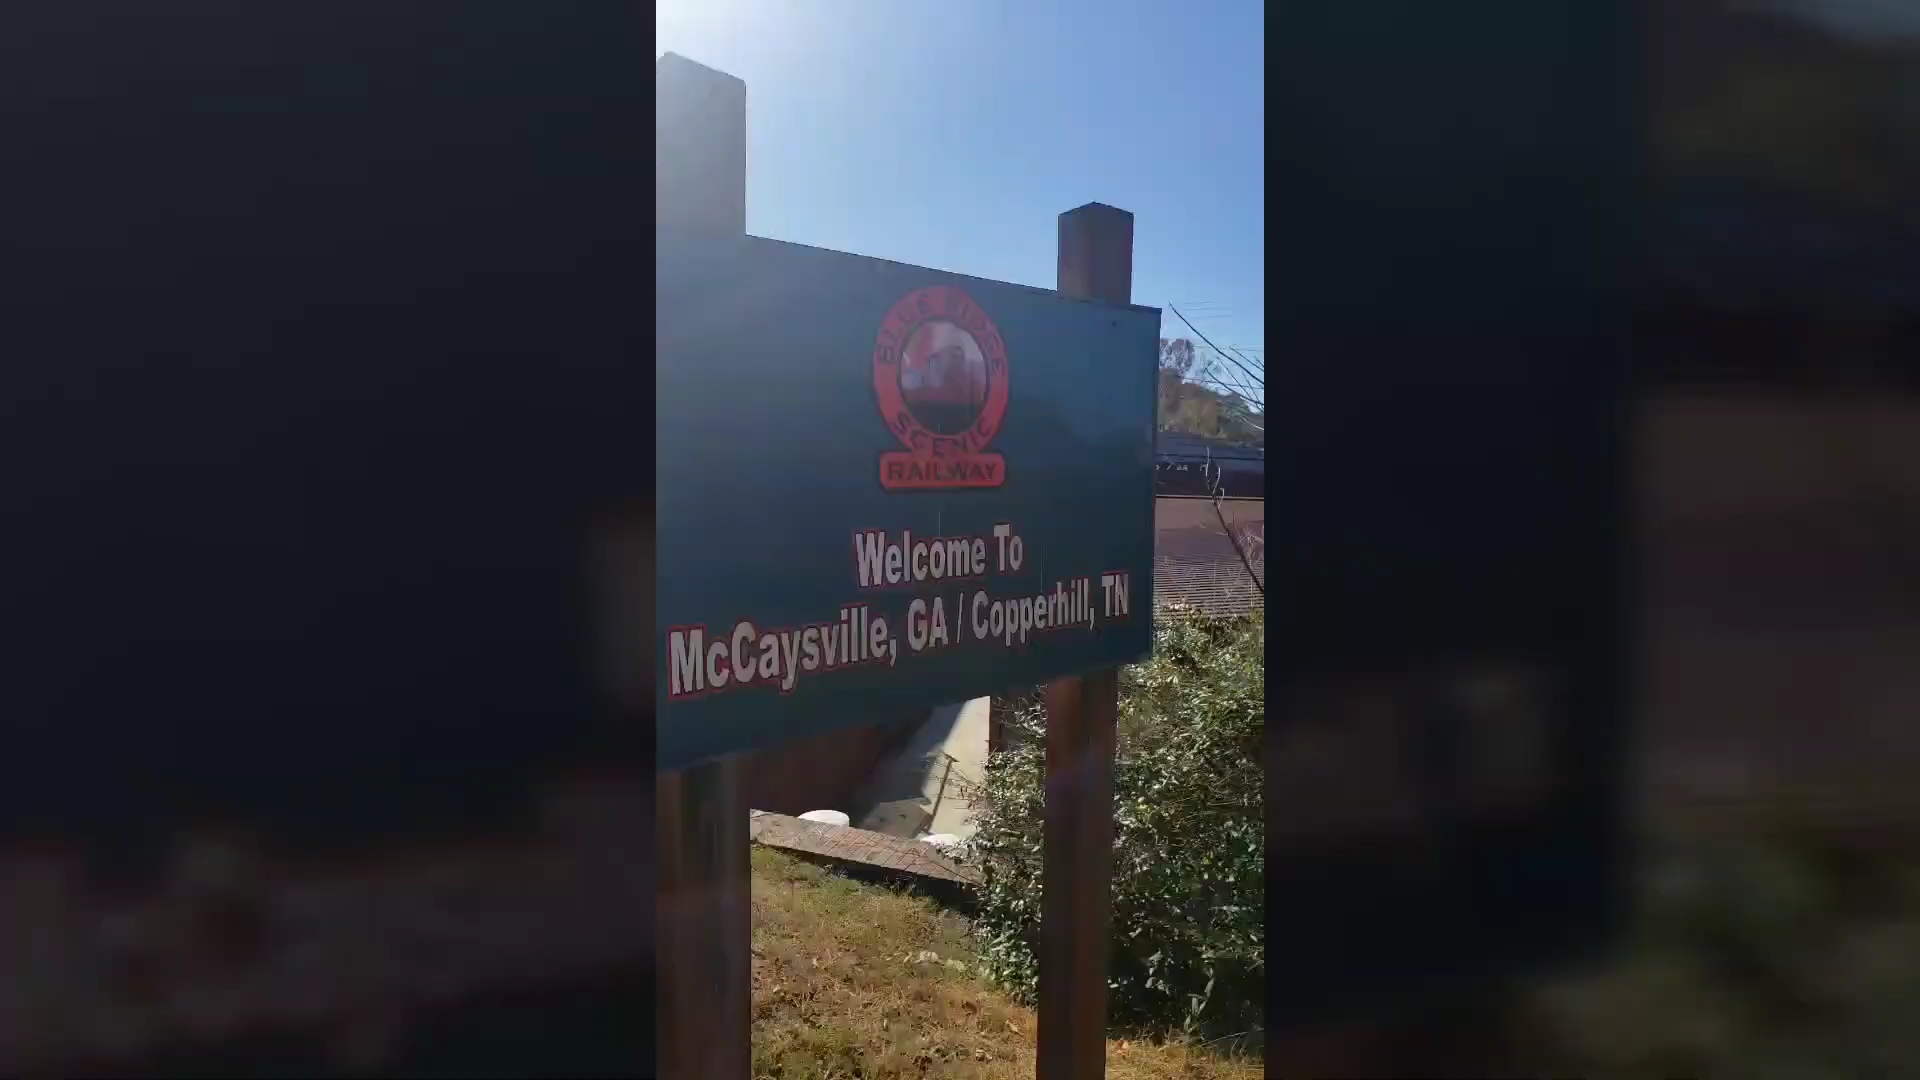 BLUE RIDGE
SCENIC
RAILWAY
Welcome To
McCaysville, GA / Copperhill, TN